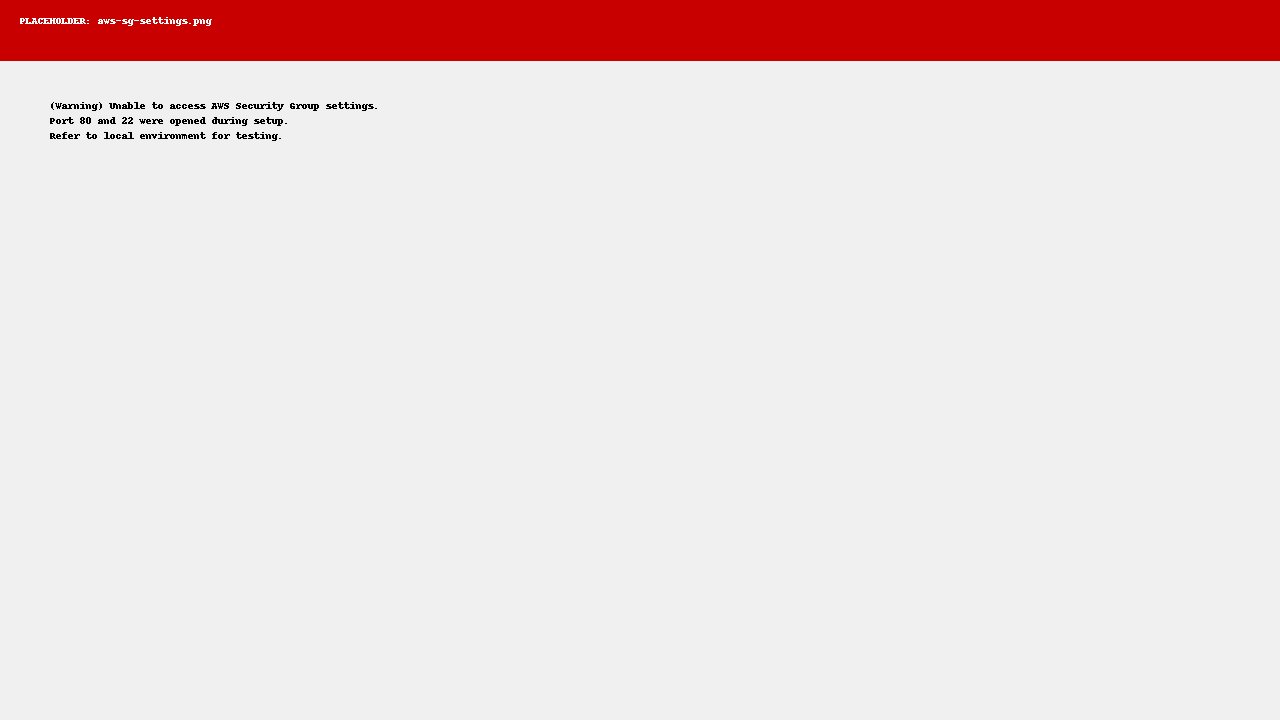 PLACEHOLDER: aws-sg-settings.png
(Warning) Unable to access AWS Security Group settings.
Port 80 and 22 were opened during setup.
Refer to local environment for testing.